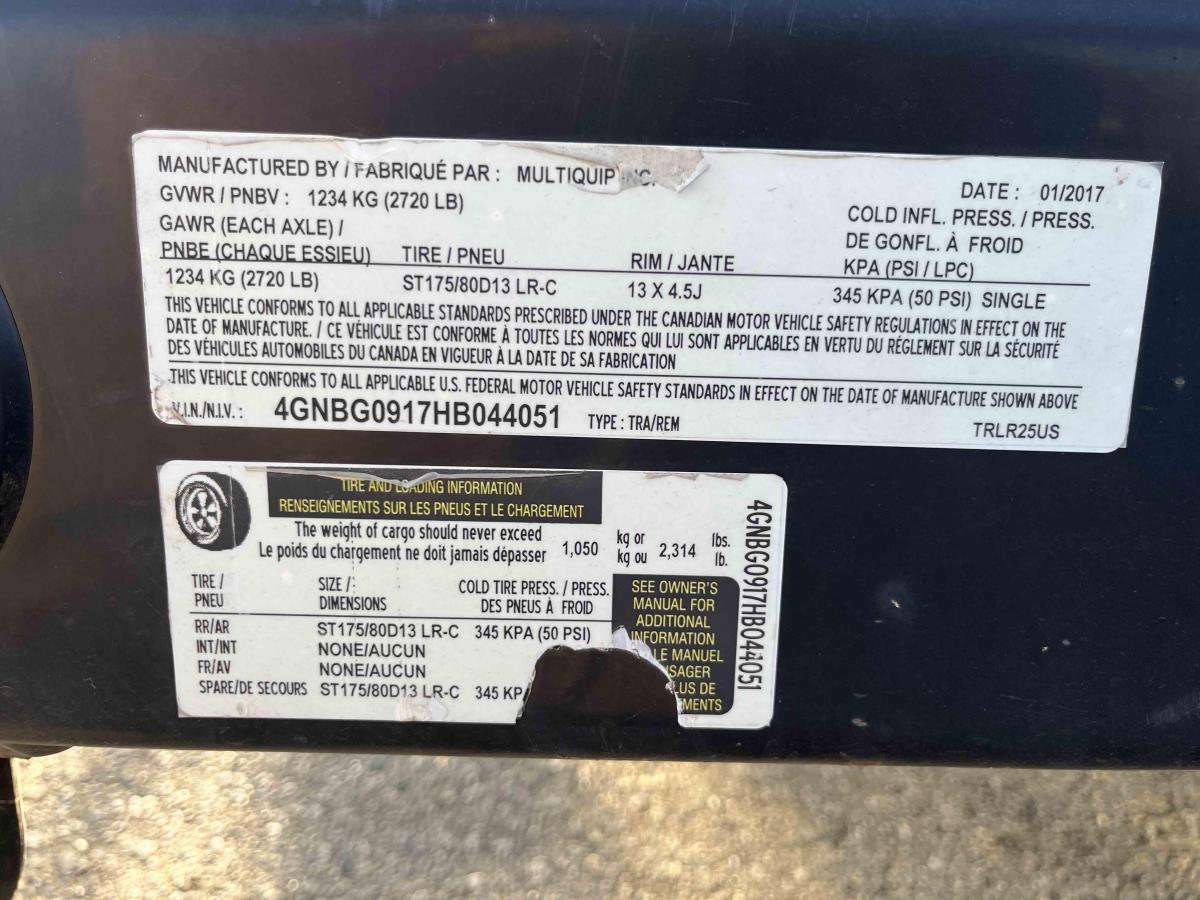 MANUFACTURED BY / FABRIQUÉ PAR : MULTIQUIP INC.
DATE : 01/2017
GVWR / PNBV : 1234 KG (2720 LB)
COLD INFL. PRESS. / PRESS.
GAWR (EACH AXLE) /
DE GONFL. À FROID
PNBE (CHAQUE ESSIEU) TIRE / PNEU RIM / JANTE KPA (PSI / LPC)
1234 KG (2720 LB) ST175/80D13 LR-C 13 X 4.5J 345 KPA (50 PSI) SINGLE
THIS VEHICLE CONFORMS TO ALL APPLICABLE STANDARDS PRESCRIBED UNDER THE CANADIAN MOTOR VEHICLE SAFETY REGULATIONS IN EFFECT ON THE
DATE OF MANUFACTURE. / CE VÉHICULE EST CONFORME À TOUTES LES NORMES QUI LUI SONT APPLICABLES EN VERTU DU RÉGLEMENT SUR LA SÉCURITÉ
DES VÉHICULES AUTOMOBILES DU CANADA EN VIGUEUR À LA DATE DE SA FABRICATION
THIS VEHICLE CONFORMS TO ALL APPLICABLE U.S. FEDERAL MOTOR VEHICLE SAFETY STANDARDS IN EFFECT ON THE DATE OF MANUFACTURE SHOWN ABOVE
V.I.N./N.I.V. : 4GNBG0917HB044051 TYPE : TRA/REM TRLR25US
TIRE AND LOADING INFORMATION
RENSEIGNEMENTS SUR LES PNEUS ET LE CHARGEMENT
The weight of cargo should never exceed
Le poids du chargement ne doit jamais dépasser
1,050
kg or
kg ou
2,314
lbs.
lb.
TIRE / SIZE /: COLD TIRE PRESS. / PRESS.
PNEU DIMENSIONS DES PNEUS À FROID
RR/AR ST175/80D13 LR-C 345 KPA (50 PSI)
INT/INT NONE/AUCUN
FR/AV NONE/AUCUN
SPARE/DE SECOURS ST175/80D13 LR-C 345 KP
SEE OWNER'S
MANUAL FOR
ADDITIONAL
INFORMATION
LE MANUEL
SAGER
LUS DE
MENTS
4GNBG0917HB044051